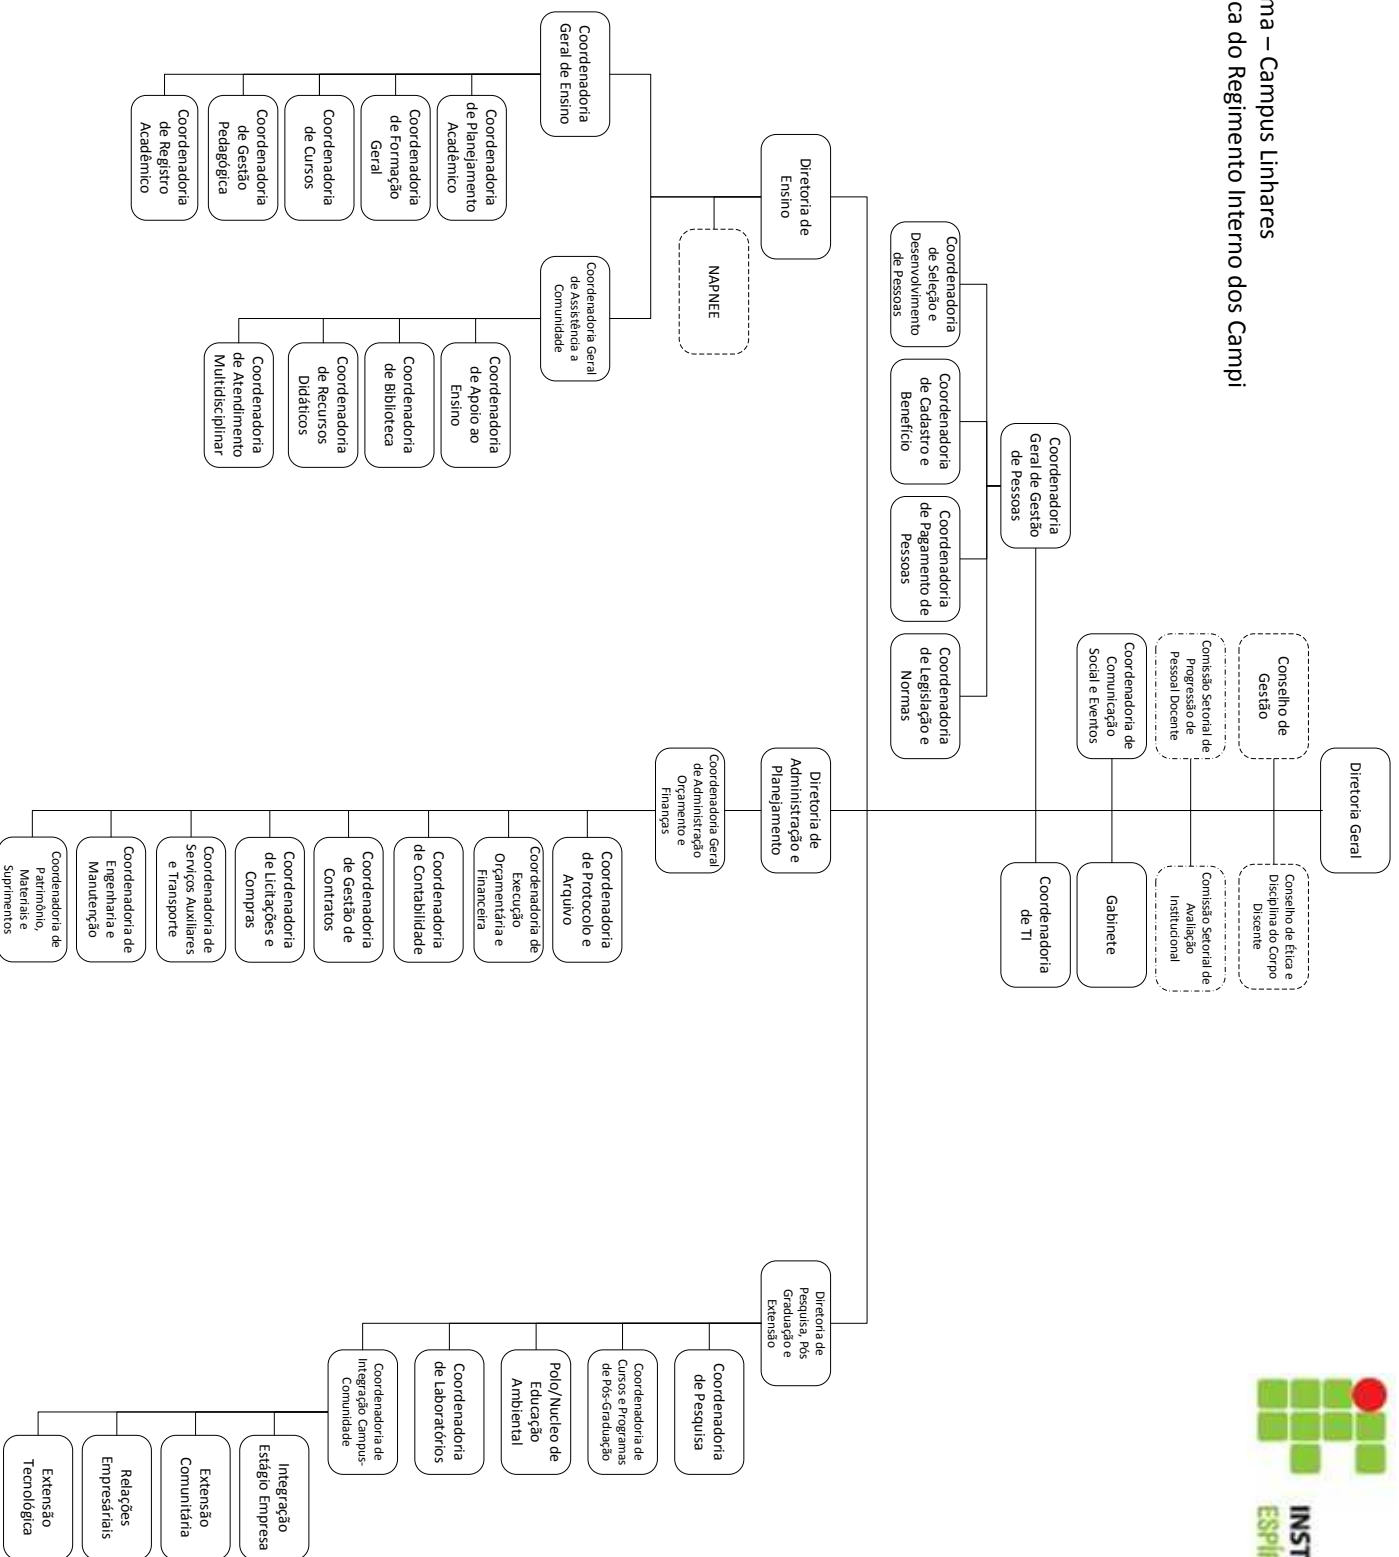 ma – Campus Linhares
ca do Regimento Interno dos Campi
INST
ESPÍ
Diretoria Geral
Conselho de
Gestão
Conselho de Ética e
Disciplina do Corpo
Discente
Comissão Setorial de
Progressão de
Pessoal Docente
Comissão Setorial de
Avaliação
Institucional
Coordenadoria de
Comunicação
Social e Eventos
Gabinete
Coordenadoria
Geral de Gestão
de Pessoas
Coordenadoria
de TI
Coordenadoria
de Seleção e
Desenvolvimento
de Pessoas
Coordenadoria
de Cadastro e
Benefício
Coordenadoria
de Pagamento de
Pessoas
Coordenadoria
de Legislação e
Normas
Diretoria de
Ensino
NAPNEE
Coordenadoria
Geral de Ensino
Coordenadoria
de Planejamento
Acadêmico
Coordenadoria
de Formação
Geral
Coordenadoria
de Cursos
Coordenadoria
de Gestão
Pedagógica
Coordenadoria
de Registro
Acadêmico
Coordenadoria Geral
de Assistência a
Comunidade
Coordenadoria
de Apoio ao
Ensino
Coordenadoria
de Biblioteca
Coordenadoria
de Recursos
Didáticos
Coordenadoria
de Atendimento
Multidisciplinar
Diretoria de
Administração e
Planejamento
Coordenadoria Geral
de Administração
Orçamento e
Finanças
Coordenadoria
de Protocolo e
Arquivo
Coordenadoria de
Execução
Orçamentária e
Financeira
Coordenadoria
de Contabilidade
Coordenadoria
de Gestão de
Contratos
Coordenadoria
de Licitações e
Compras
Coordenadoria de
Serviços Auxiliares
e Transporte
Coordenadoria de
Engenharia e
Manutenção
Coordenadoria de
Patrimônio,
Materiais e
Suprimentos
Diretoria de
Pesquisa, Pós
Graduação e
Extensão
Coordenadoria
de Pesquisa
Coordenadoria de
Cursos e Programas
de Pós-Graduação
Polo/Nucleo de
Educação
Ambiental
Coordenadoria
de Laboratórios
Coordenadoria de
Integração Campus-
Comunidade
Integração
Estágio Empresa
Extensão
Comunitária
Relações
Empresáriais
Extensão
Tecnológica